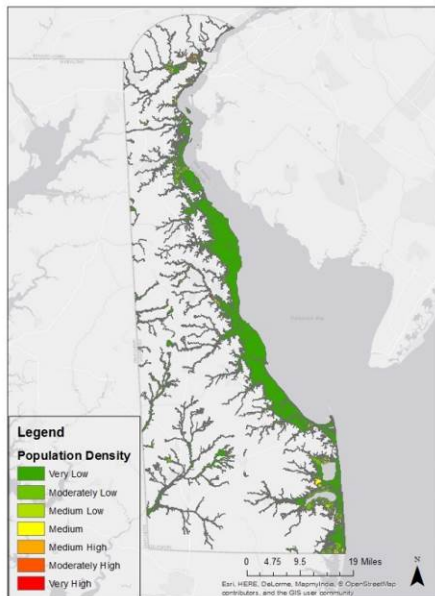 Legend
Population Density
Very Low
Moderately Low
Medium Low
Medium
Medium High
Moderately High
Very High
0 4.75 9.5 19 Miles
N
Esri, HERE, DeLorme, MapmyIndia, © OpenStreetMap
contributors, and the GIS user community